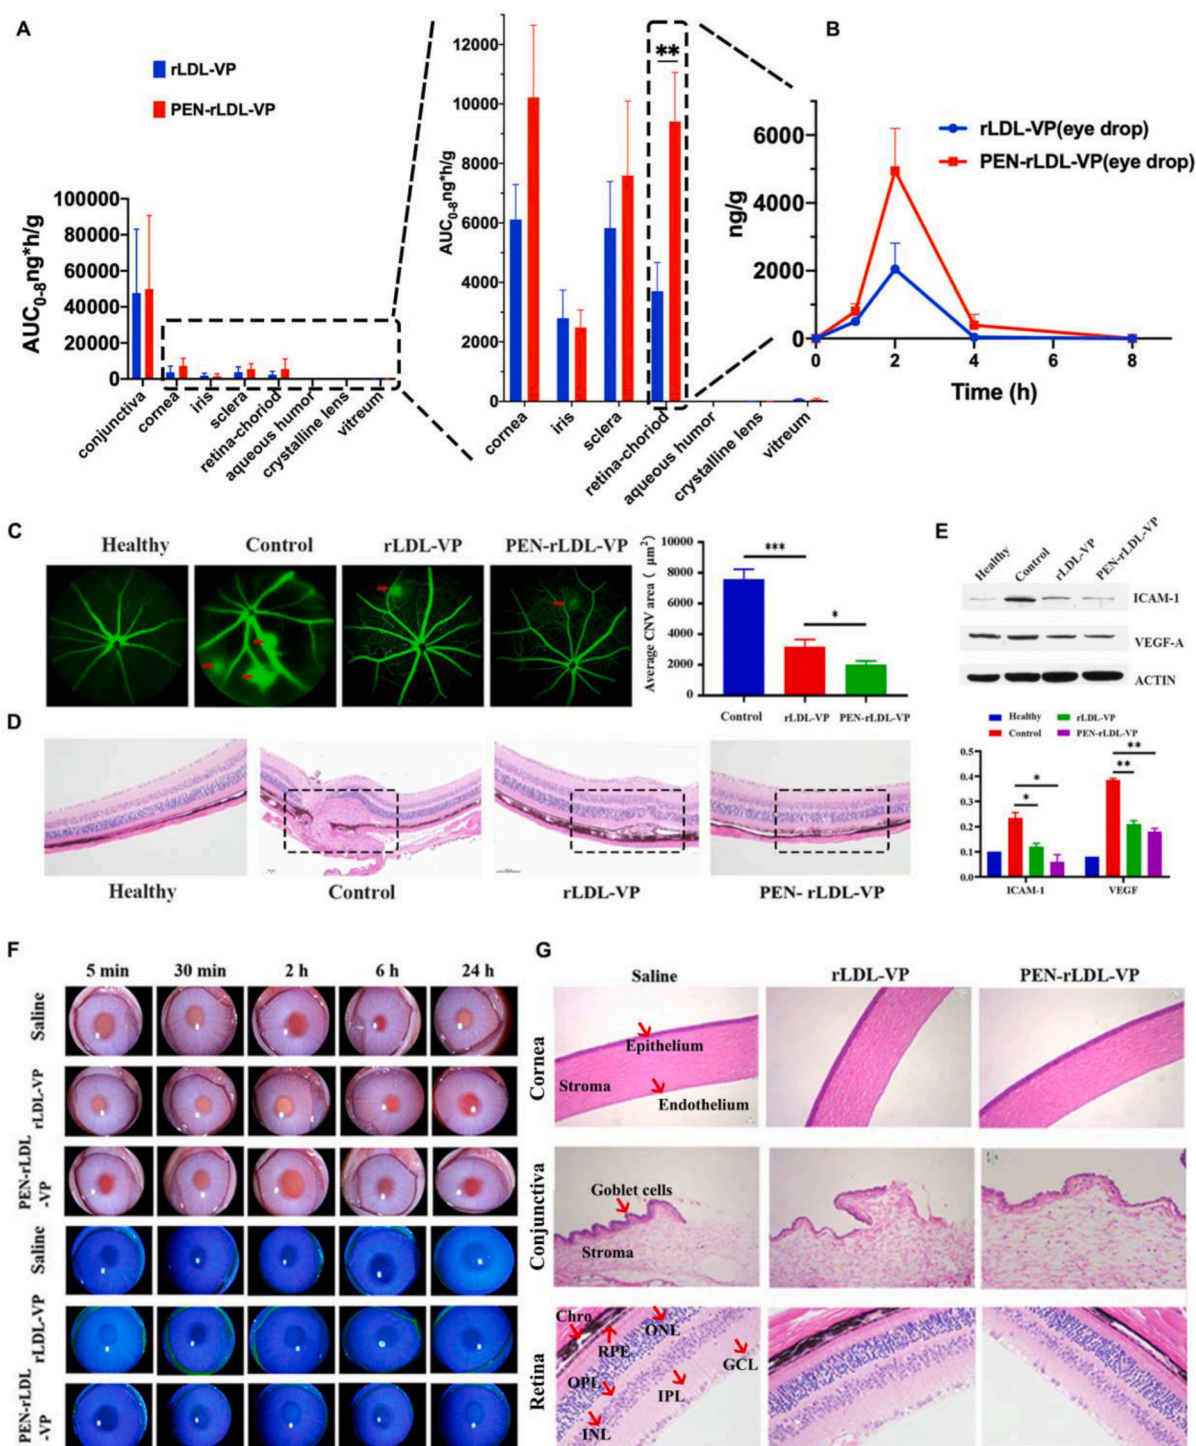 A
rLDL-VP
PEN-rLDL-VP
AUC0-8ng*h/g
100000
80000
60000
40000
20000
0
conjunctiva
cornea
iris
sclera
retina-choriod
aqueous humor
crystalline lens
vitreum
AUC0-8ng*h/g
12000
10000
8000
6000
4000
2000
0
**
cornea
iris
sclera
retina-choriod
aqueous humor
crystalline lens
vitreum
B
rLDL-VP(eye drop)
PEN-rLDL-VP(eye drop)
ng/g
6000
4000
2000
0
0 2 4 6 8
Time (h)
C
Healthy Control rLDL-VP PEN-rLDL-VP
Average CNV area ( μm²)
10000
8000
6000
4000
2000
0
***
*
Control rLDL-VP PEN-rLDL-VP
E
Healthy
Control
rLDL-VP
PEN-rLDL-VP
ICAM-1
VEGF-A
ACTIN
Healthy rLDL-VP
Control PEN-rLDL-VP
0.5
0.4
0.3
0.2
0.1
0.0
*
*
**
**
ICAM-1 VEGF
D
Healthy Control rLDL-VP PEN- rLDL-VP
F
5 min 30 min 2 h 6 h 24 h
Saline
rLDL-VP
PEN-rLDL
-VP
Saline
rLDL-VP
PEN-rLDL
-VP
G
Saline rLDL-VP PEN-rLDL-VP
Cornea
Epithelium
Stroma
Endothelium
Conjunctiva
Goblet cells
Stroma
Retina
Chro
RPE
ONL
OPL
IPL
GCL
INL